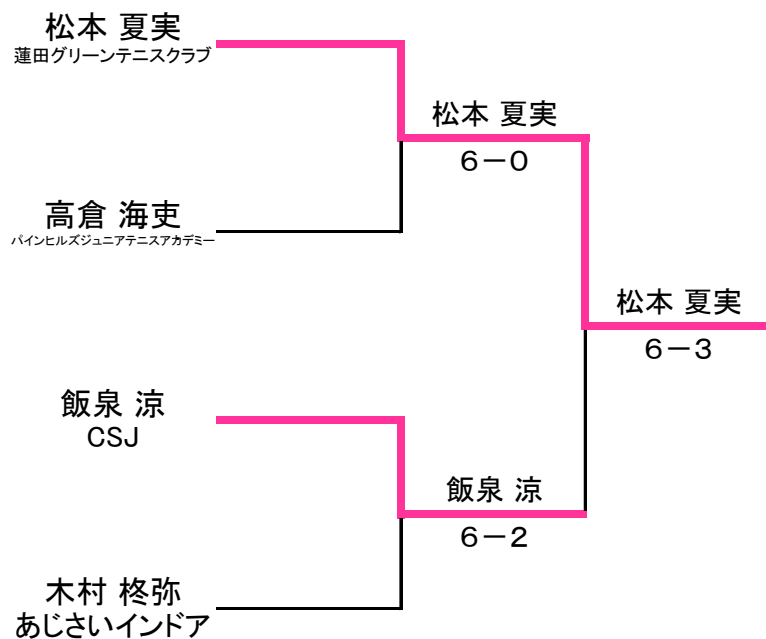 松本 夏実
蓮田グリーンテニスクラブ
松本 夏実
6－0
高倉 海吏
パインヒルズジュニアテニスアカデミー
松本 夏実
6－3
飯泉 涼
CSJ
飯泉 涼
6－2
木村 柊弥
あじさいインドア